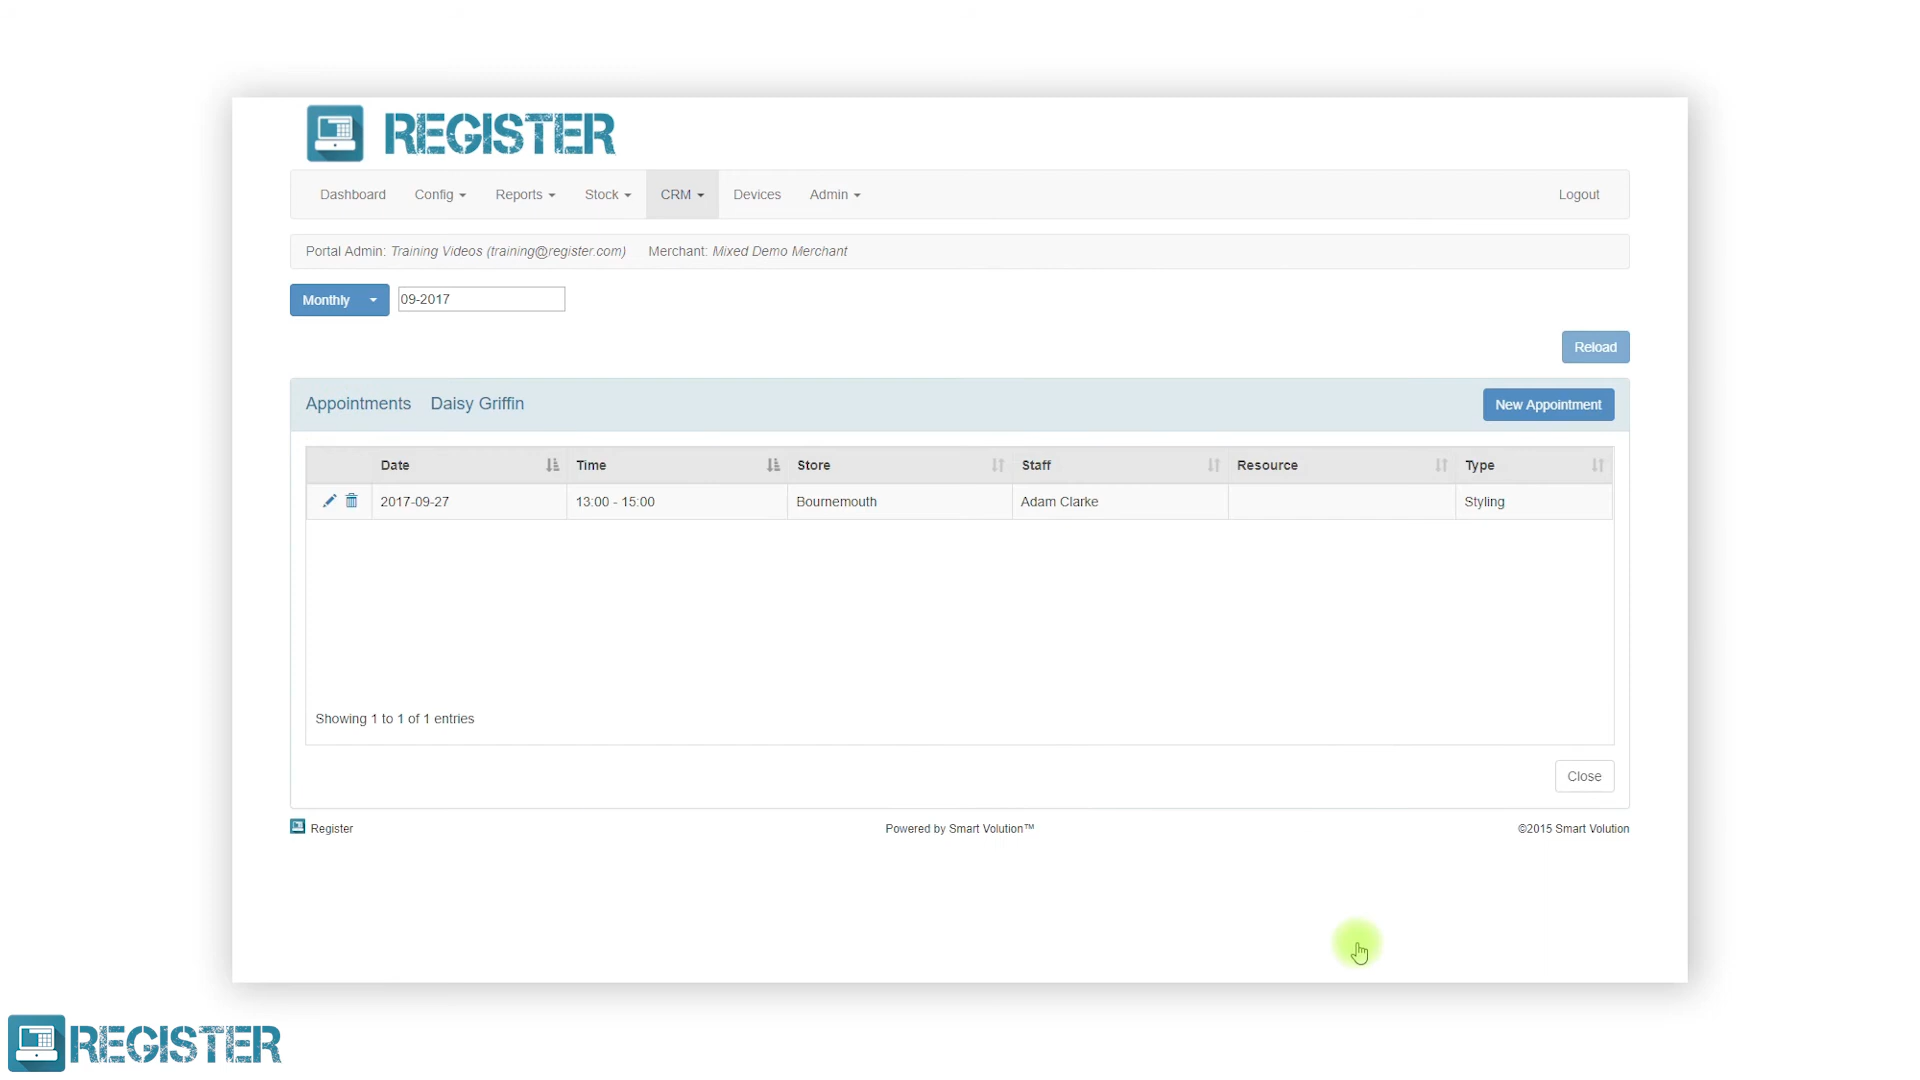 REGISTER
Dashboard Config Reports Stock CRM Devices Admin Logout
Portal Admin: Training Videos (training@register.com) Merchant: Mixed Demo Merchant
Monthly 09-2017
Reload
Appointments Daisy Griffin New Appointment
Date Time Store Staff Resource Type
2017-09-27 13:00 - 15:00 Bournemouth Adam Clarke Styling
Showing 1 to 1 of 1 entries
Close
Register Powered by Smart Volution™ ©2015 Smart Volution
REGISTER